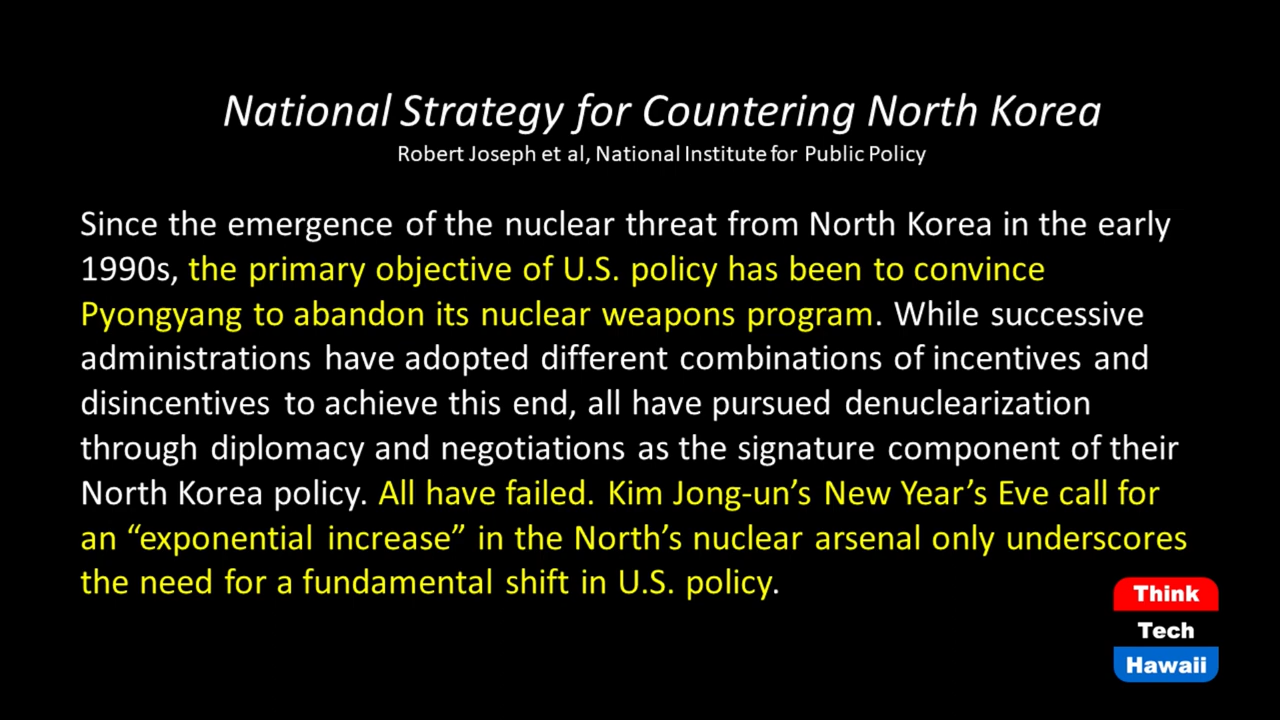 National Strategy for Countering North Korea
Robert Joseph et al, National Institute for Public Policy
Since the emergence of the nuclear threat from North Korea in the early
1990s, the primary objective of U.S. policy has been to convince
Pyongyang to abandon its nuclear weapons program. While successive
administrations have adopted different combinations of incentives and
disincentives to achieve this end, all have pursued denuclearization
through diplomacy and negotiations as the signature component of their
North Korea policy. All have failed. Kim Jong-un’s New Year’s Eve call for
an “exponential increase” in the North’s nuclear arsenal only underscores
the need for a fundamental shift in U.S. policy.
Think
Tech
Hawaii